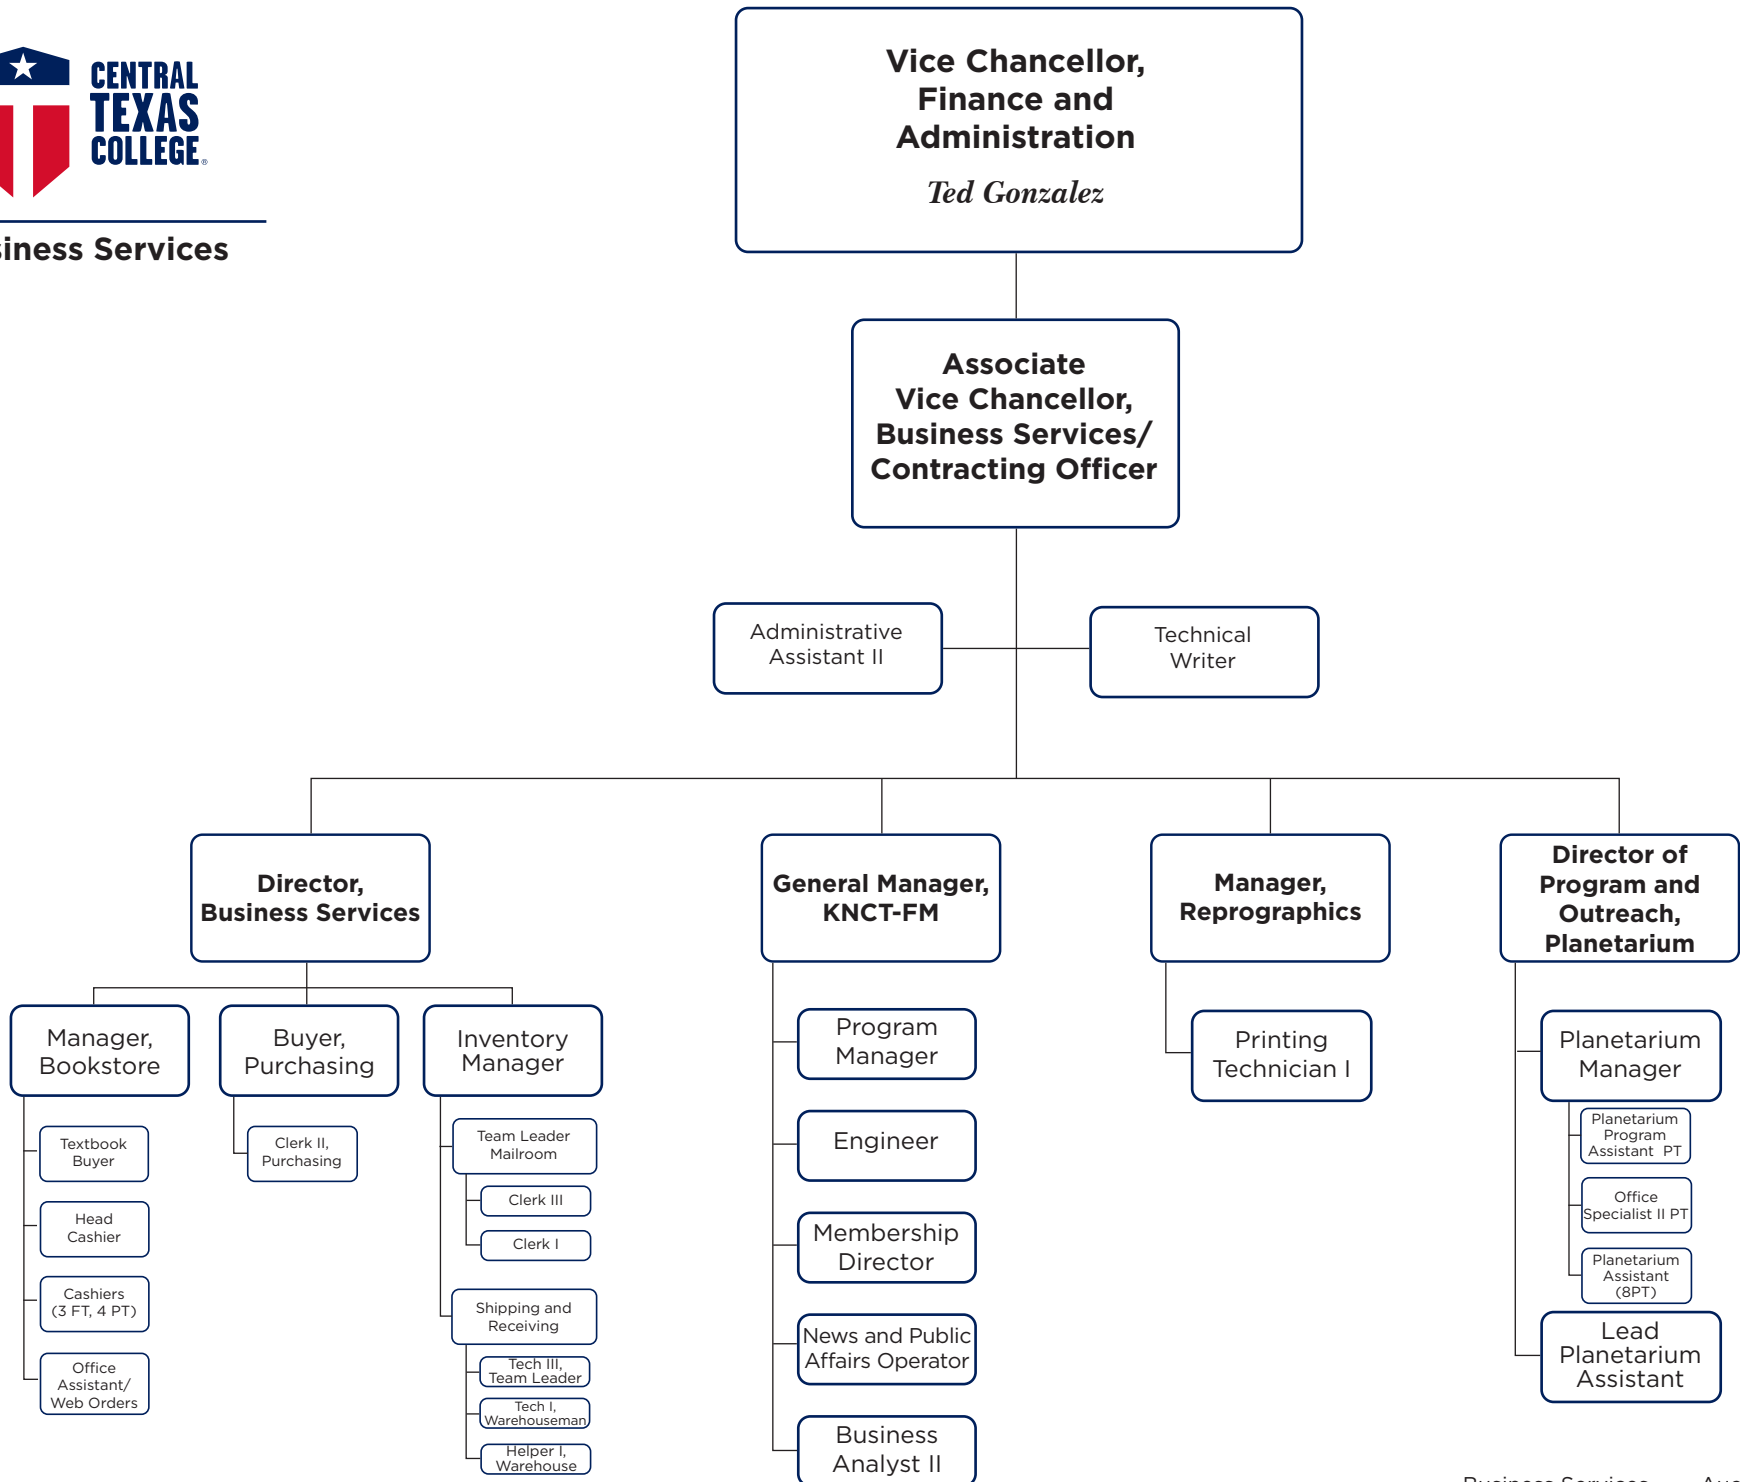 CENTRAL
TEXAS
COLLEGE®
Services
Vice Chancellor,
Finance and
Administration
Ted Gonzalez
Associate
Vice Chancellor,
Business Services/
Contracting Officer
Administrative
Assistant II
Technical
Writer
Director,
Business Services
General Manager,
KNCT-FM
Manager,
Reprographics
Director of
Program and
Outreach,
Planetarium
Manager,
Bookstore
Textbook
Buyer
Head
Cashier
Cashiers
(3 FT, 4 PT)
Office
Assistant/
Web Orders
Buyer,
Purchasing
Clerk II,
Purchasing
Inventory
Manager
Team Leader
Mailroom
Clerk III
Clerk I
Shipping and
Receiving
Tech III,
Team Leader
Tech I,
Warehouseman
Helper I,
Warehouse
Program
Manager
Engineer
Membership
Director
News and Public
Affairs Operator
Business
Analyst II
Printing
Technician I
Planetarium
Manager
Planetarium
Program
Assistant PT
Office
Specialist II PT
Planetarium
Assistant
(8PT)
Lead
Planetarium
Assistant
Business Services